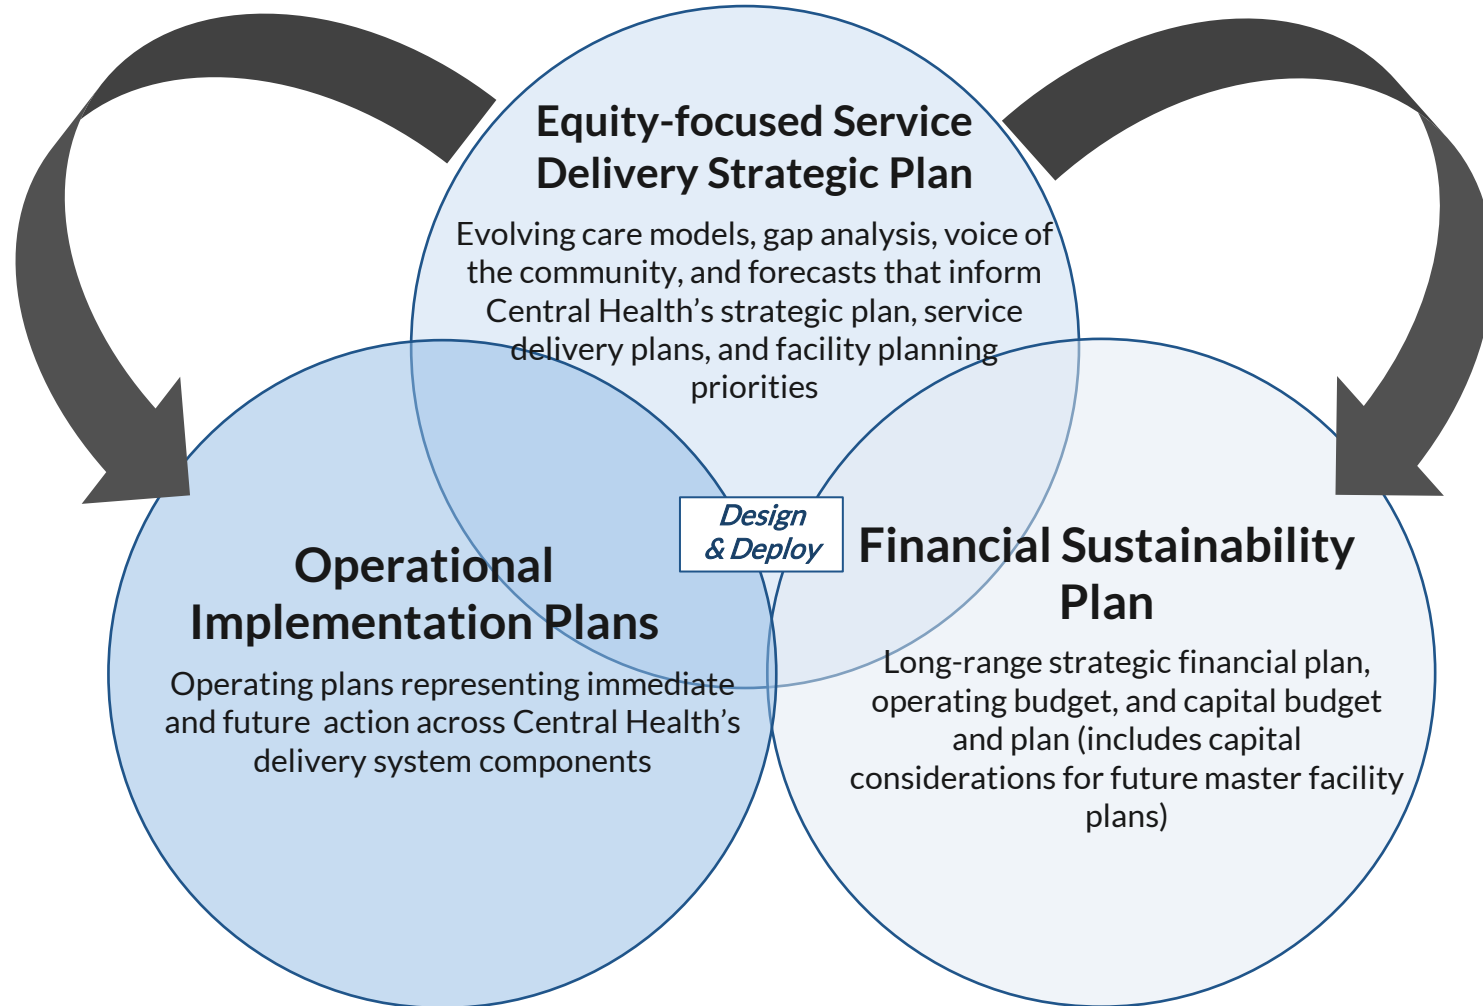 Equity-focused Service
Delivery Strategic Plan
Evolving care models, gap analysis, voice of
the community, and forecasts that inform
Central Health’s strategic plan, service
delivery plans, and facility planning
priorities
Design
& Deploy
Operational
Implementation Plans
Operating plans representing immediate
and future  action across Central Health’s
delivery system components
Financial Sustainability
Plan
Long-range strategic financial plan,
operating budget, and capital budget
and plan (includes capital
considerations for future master facility
plans)